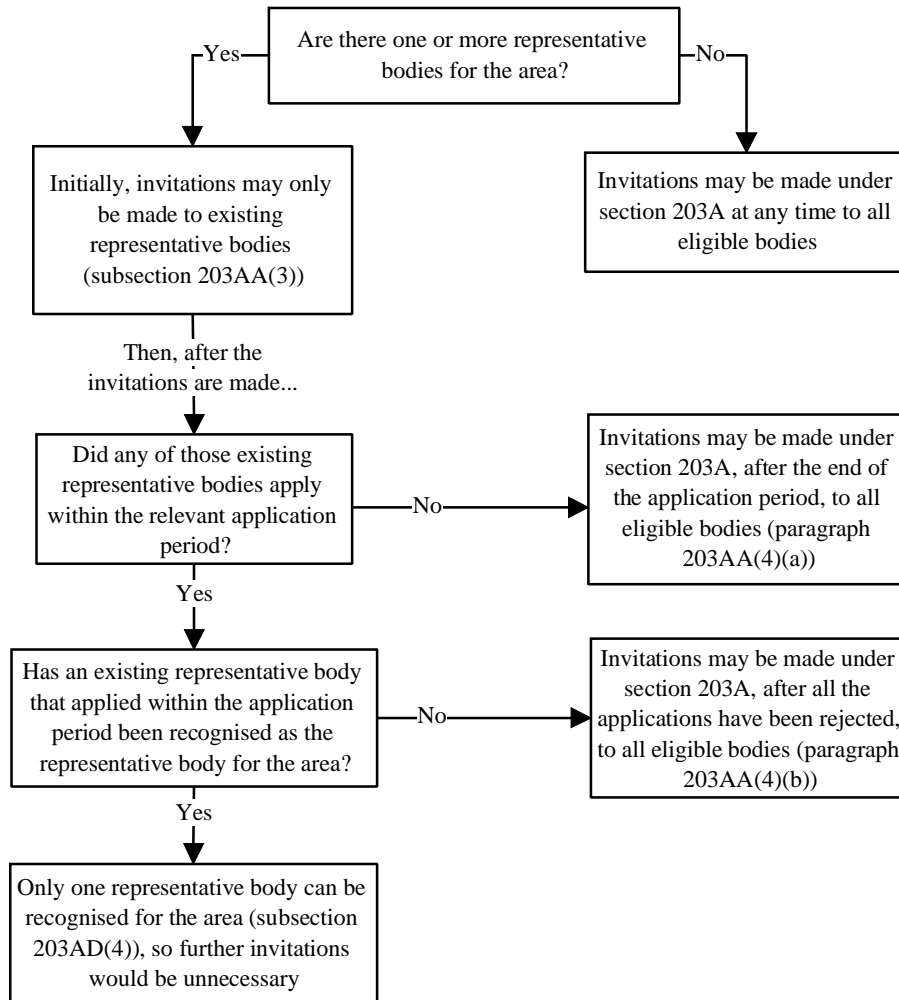 Are there one or more representative
bodies for the area?
Yes
No
Initially, invitations may only
be made to existing
representative bodies
(subsection 203AA(3))
Invitations may be made under
section 203A at any time to all
eligible bodies
Then, after the
invitations are made...
Did any of those existing
representative bodies apply
within the relevant application
period?
No
Invitations may be made under
section 203A, after the end of
the application period, to all
eligible bodies (paragraph
203AA(4)(a))
Yes
Has an existing representative body
that applied within the application
period been recognised as the
representative body for the area?
No
Invitations may be made under
section 203A, after all the
applications have been rejected,
to all eligible bodies (paragraph
203AA(4)(b))
Yes
Only one representative body can be
recognised for the area (subsection
203AD(4)), so further invitations
would be unnecessary